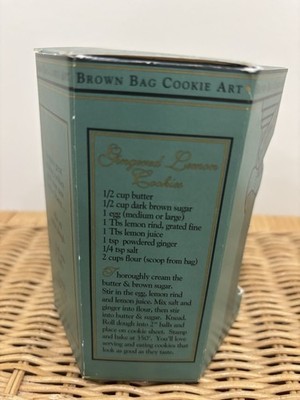 BROWN BAG COOKIE ART
Gingered Lemon
Cookies
1/2 cup butter
1/2 cup dark brown sugar
1 egg (medium or large)
1 Tbs lemon rind, grated fine
1 Tbs lemon juice
1 tsp powdered ginger
1/4 tsp salt
2 cups flour (scoop from bag)
Thoroughly cream the
butter & brown sugar.
Stir in the egg, lemon rind
and lemon juice. Mix salt and
ginger into flour, then stir
into butter & sugar. Knead.
Roll dough into 2" balls and
place on cookie sheet. Stamp
and bake at 350°. You'll love
serving and eating cookies that
look as good as they taste.